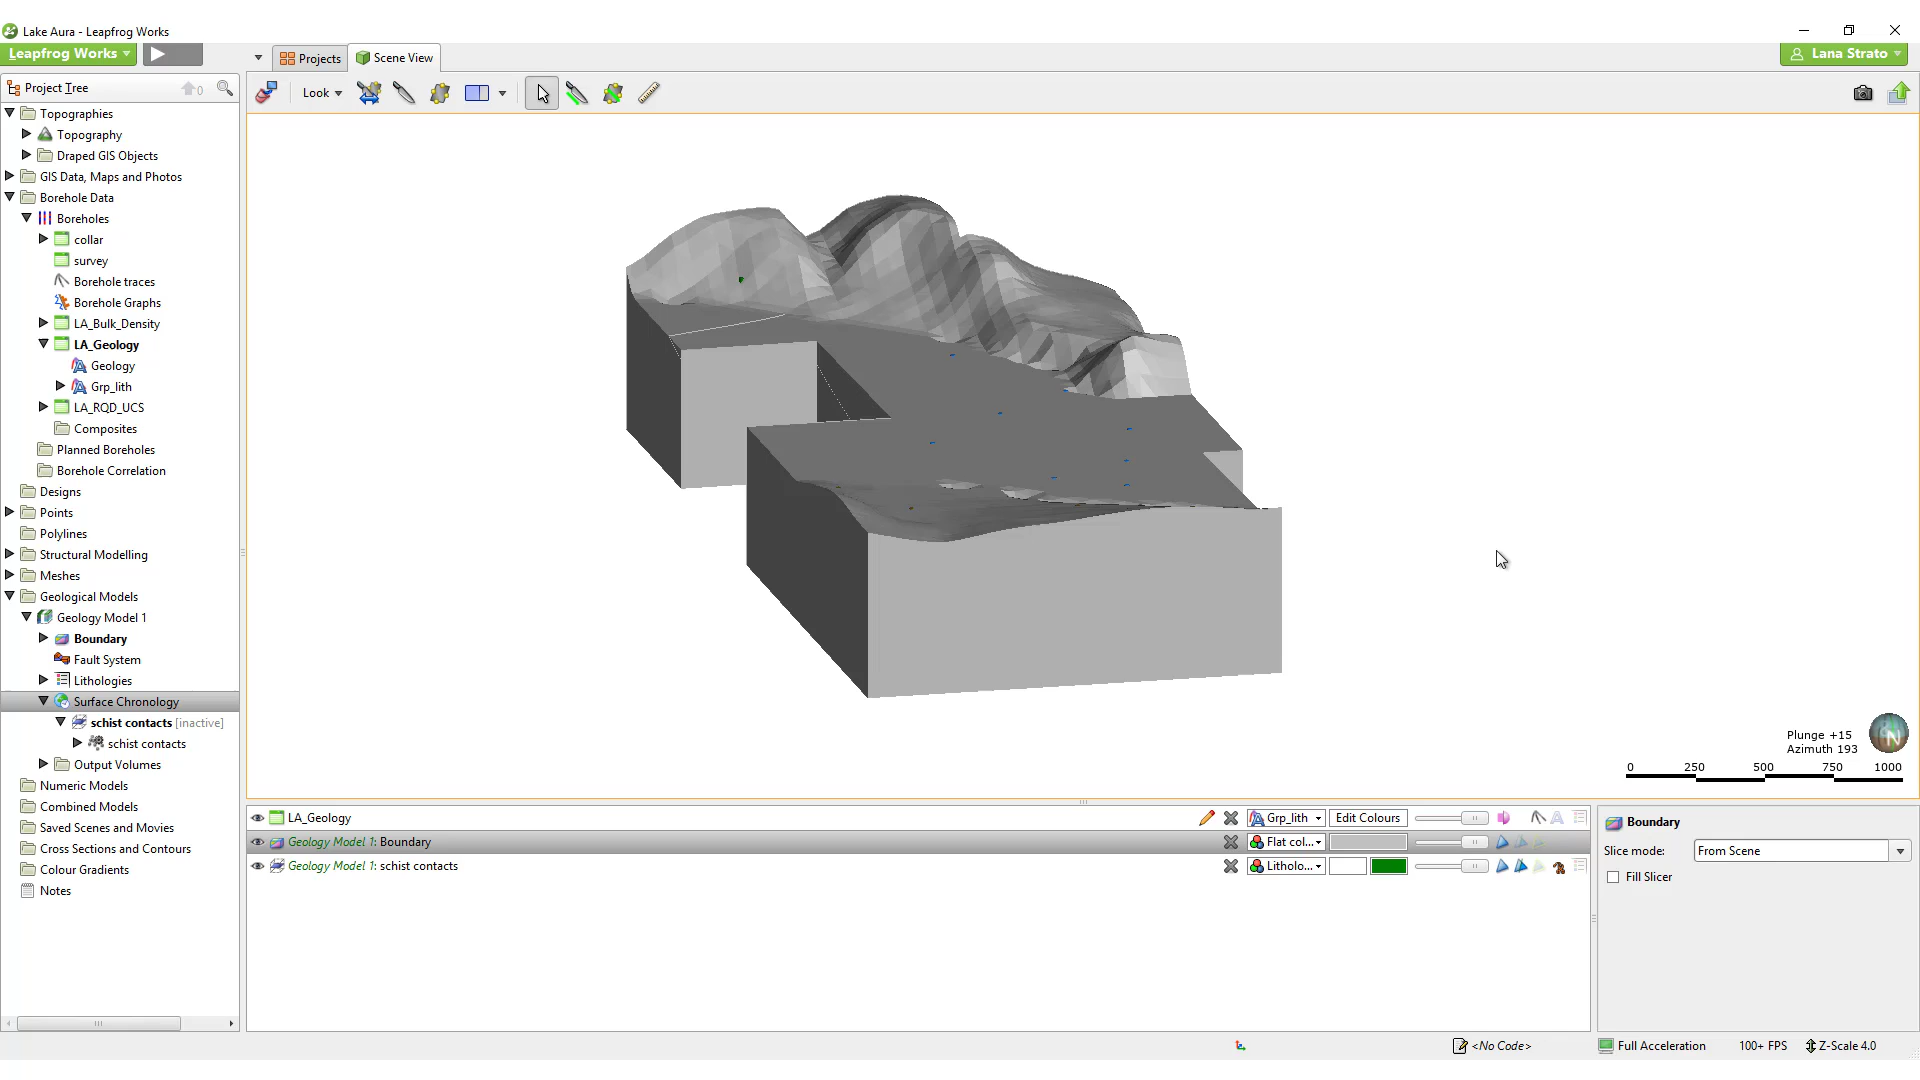 Lake Aura - Leapfrog Works
Leapfrog Works
Projects
Scene View
Lana Strato
Project Tree
0
Look
Topographies
Topography
Draped GIS Objects
GIS Data, Maps and Photos
Borehole Data
Boreholes
collar
survey
Borehole traces
Borehole Graphs
LA_Bulk_Density
LA_Geology
Geology
Grp_lith
LA_RQD_UCS
Composites
Planned Boreholes
Borehole Correlation
Designs
Points
Polylines
Structural Modelling
Meshes
Geological Models
Geology Model 1
Boundary
Fault System
Lithologies
Surface Chronology
schist contacts [inactive]
schist contacts
Output Volumes
Numeric Models
Combined Models
Saved Scenes and Movies
Cross Sections and Contours
Colour Gradients
Notes
Plunge +15
Azimuth 193
N
0 250 500 750 1000
LA_Geology
Grp_lith
Edit Colours
Geology Model 1: Boundary
Flat col...
Geology Model 1: schist contacts
Litholo...
Boundary
Slice mode: From Scene
Fill Slicer
<No Code>
Full Acceleration
100+ FPS
Z-Scale 4.0